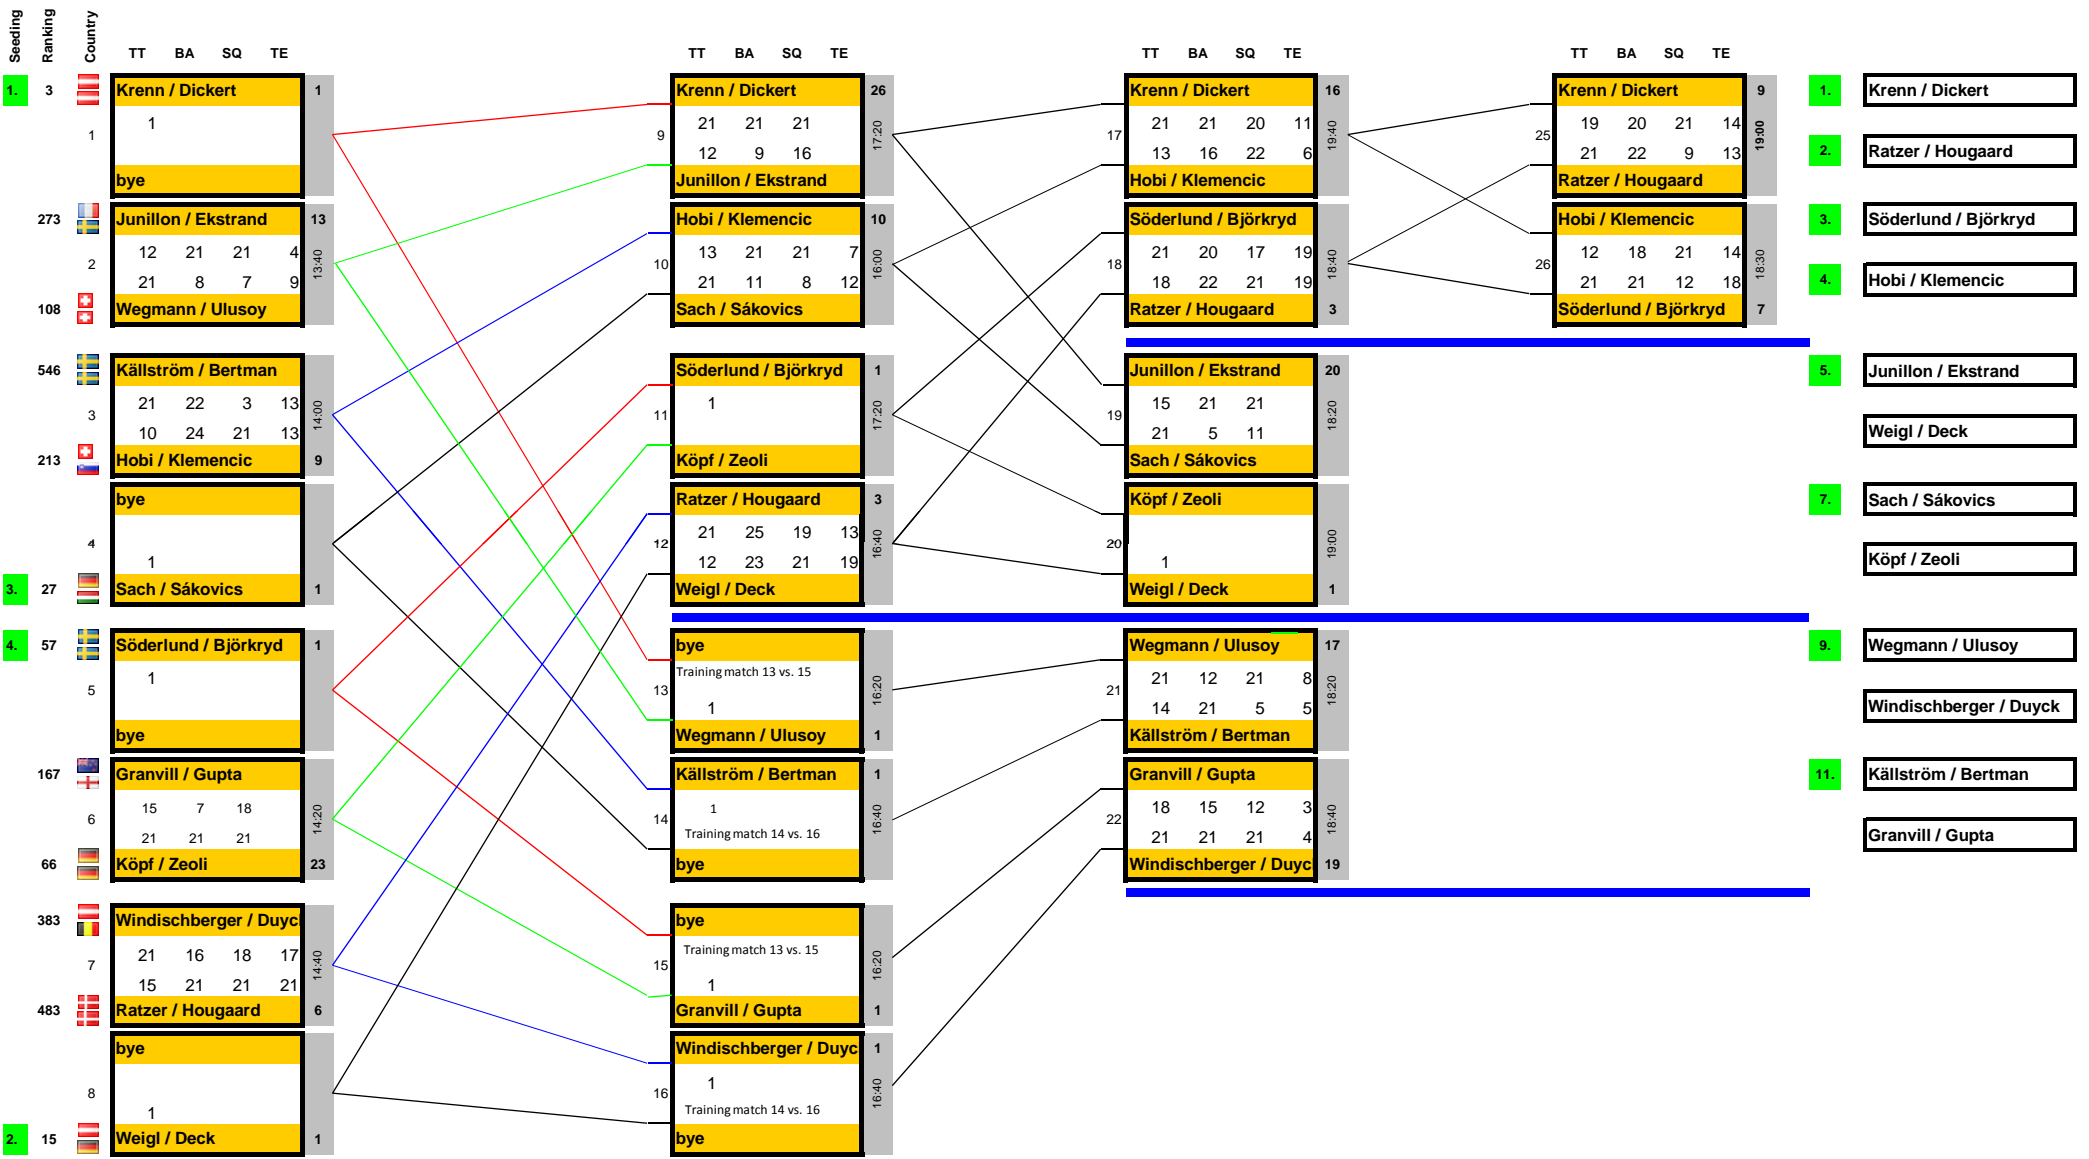 Seeding Ranking Country
TT BA SQ TE TT BA SQ TE TT BA SQ TE TT BA SQ TE
1. 3 Krenn / Dickert 1
1 1
bye
273 Junillon / Ekstrand 13
12 21 21 4
2 13:40
21 8 7 9
108 Wegmann / Ulusoy
546 Källström / Bertman
21 22 3 13
3 14:00
10 24 21 13
213 Hobi / Klemencic 9
bye
4
1
3. 27 Sach / Sákovics 1
4. 57 Söderlund / Björkryd 1
1
5
bye
167 Granvill / Gupta
15 7 18
6 14:20
21 21 21
66 Köpf / Zeoli 23
383 Windischberger / Duyc
21 16 18 17
7 14:40
15 21 21 21
483 Ratzer / Hougaard 6
bye
8
1
2. 15 Weigl / Deck 1
Krenn / Dickert 26
21 21 21
9 17:20
12 9 16
Junillon / Ekstrand
Hobi / Klemencic 10
13 21 21 7
10 16:00
21 11 8 12
Sach / Sákovics
Söderlund / Björkryd 1
1
11 17:20
Köpf / Zeoli
Ratzer / Hougaard 3
21 25 19 13
12 16:40
12 23 21 19
Weigl / Deck
bye
Training match 13 vs. 15
13 16:20
1
Wegmann / Ulusoy 1
Källström / Bertman 1
1
14 16:40
Training match 14 vs. 16
bye
bye
Training match 13 vs. 15
15 16:20
1
Granvill / Gupta 1
Windischberger / Duyc 1
1
16 16:40
Training match 14 vs. 16
bye
Krenn / Dickert 16
21 21 20 11
17 19:40
13 16 22 6
Hobi / Klemencic
Söderlund / Björkryd
21 20 17 19
18 18:40
18 22 21 19
Ratzer / Hougaard 3
Junillon / Ekstrand 20
15 21 21
19 18:20
21 5 11
Sach / Sákovics
Köpf / Zeoli
20 19:00
1
Weigl / Deck 1
Wegmann / Ulusoy 17
21 12 21 8
21 18:20
14 21 5 5
Källström / Bertman
Granvill / Gupta
18 15 12 3
22 18:40
21 21 21 4
Windischberger / Duyc 19
Krenn / Dickert 9
19 20 21 14
25 19:00
21 22 9 13
Ratzer / Hougaard
Hobi / Klemencic
12 18 21 14
26 18:30
21 21 12 18
Söderlund / Björkryd 7
1. Krenn / Dickert
2. Ratzer / Hougaard
3. Söderlund / Björkryd
4. Hobi / Klemencic
5. Junillon / Ekstrand
Weigl / Deck
7. Sach / Sákovics
Köpf / Zeoli
9. Wegmann / Ulusoy
Windischberger / Duyck
11. Källström / Bertman
Granvill / Gupta